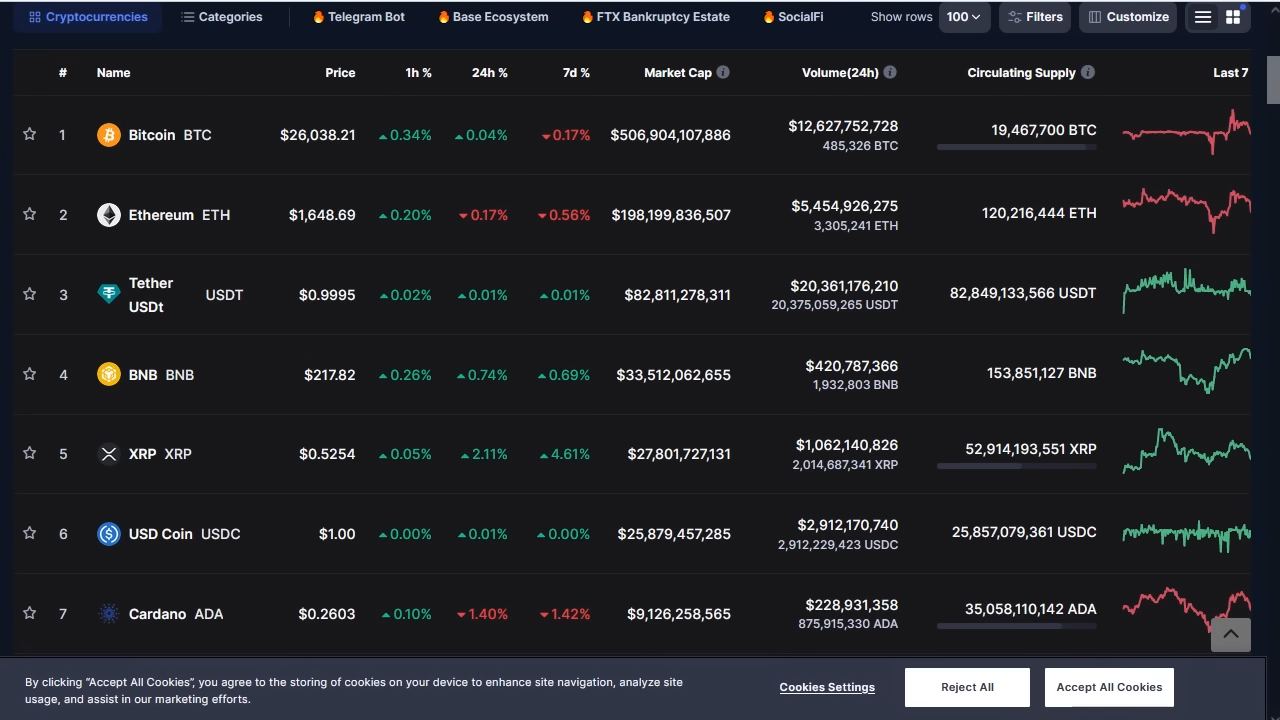 Cryptocurrencies Categories Telegram Bot Base Ecosystem FTX Bankruptcy Estate SocialFi Show rows 100 Filters Customize
# Name Price 1h % 24h % 7d % Market Cap Volume(24h) Circulating Supply Last 7
1 Bitcoin BTC $26,038.21 0.34% 0.04% 0.17% $506,904,107,886 $12,627,752,728 19,467,700 BTC
485,326 BTC
2 Ethereum ETH $1,648.69 0.20% 0.17% 0.56% $198,199,836,507 $5,454,926,275 120,216,444 ETH
3,305,241 ETH
3 Tether USDT $0.9995 0.02% 0.01% 0.01% $82,811,278,311 $20,361,176,210 82,849,133,566 USDT
USDt 20,375,059,265 USDT
4 BNB BNB $217.82 0.26% 0.74% 0.69% $33,512,062,655 $420,787,366 153,851,127 BNB
1,932,803 BNB
5 XRP XRP $0.5254 0.05% 2.11% 4.61% $27,801,727,131 $1,062,140,826 52,914,193,551 XRP
2,014,687,341 XRP
6 USD Coin USDC $1.00 0.00% 0.01% 0.00% $25,879,457,285 $2,912,170,740 25,857,079,361 USDC
2,912,229,423 USDC
7 Cardano ADA $0.2603 0.10% 1.40% 1.42% $9,126,258,565 $228,931,358 35,058,110,142 ADA
875,915,330 ADA
By clicking “Accept All Cookies”, you agree to the storing of cookies on your device to enhance site navigation, analyze site
usage, and assist in our marketing efforts.
Cookies Settings Reject All Accept All Cookies